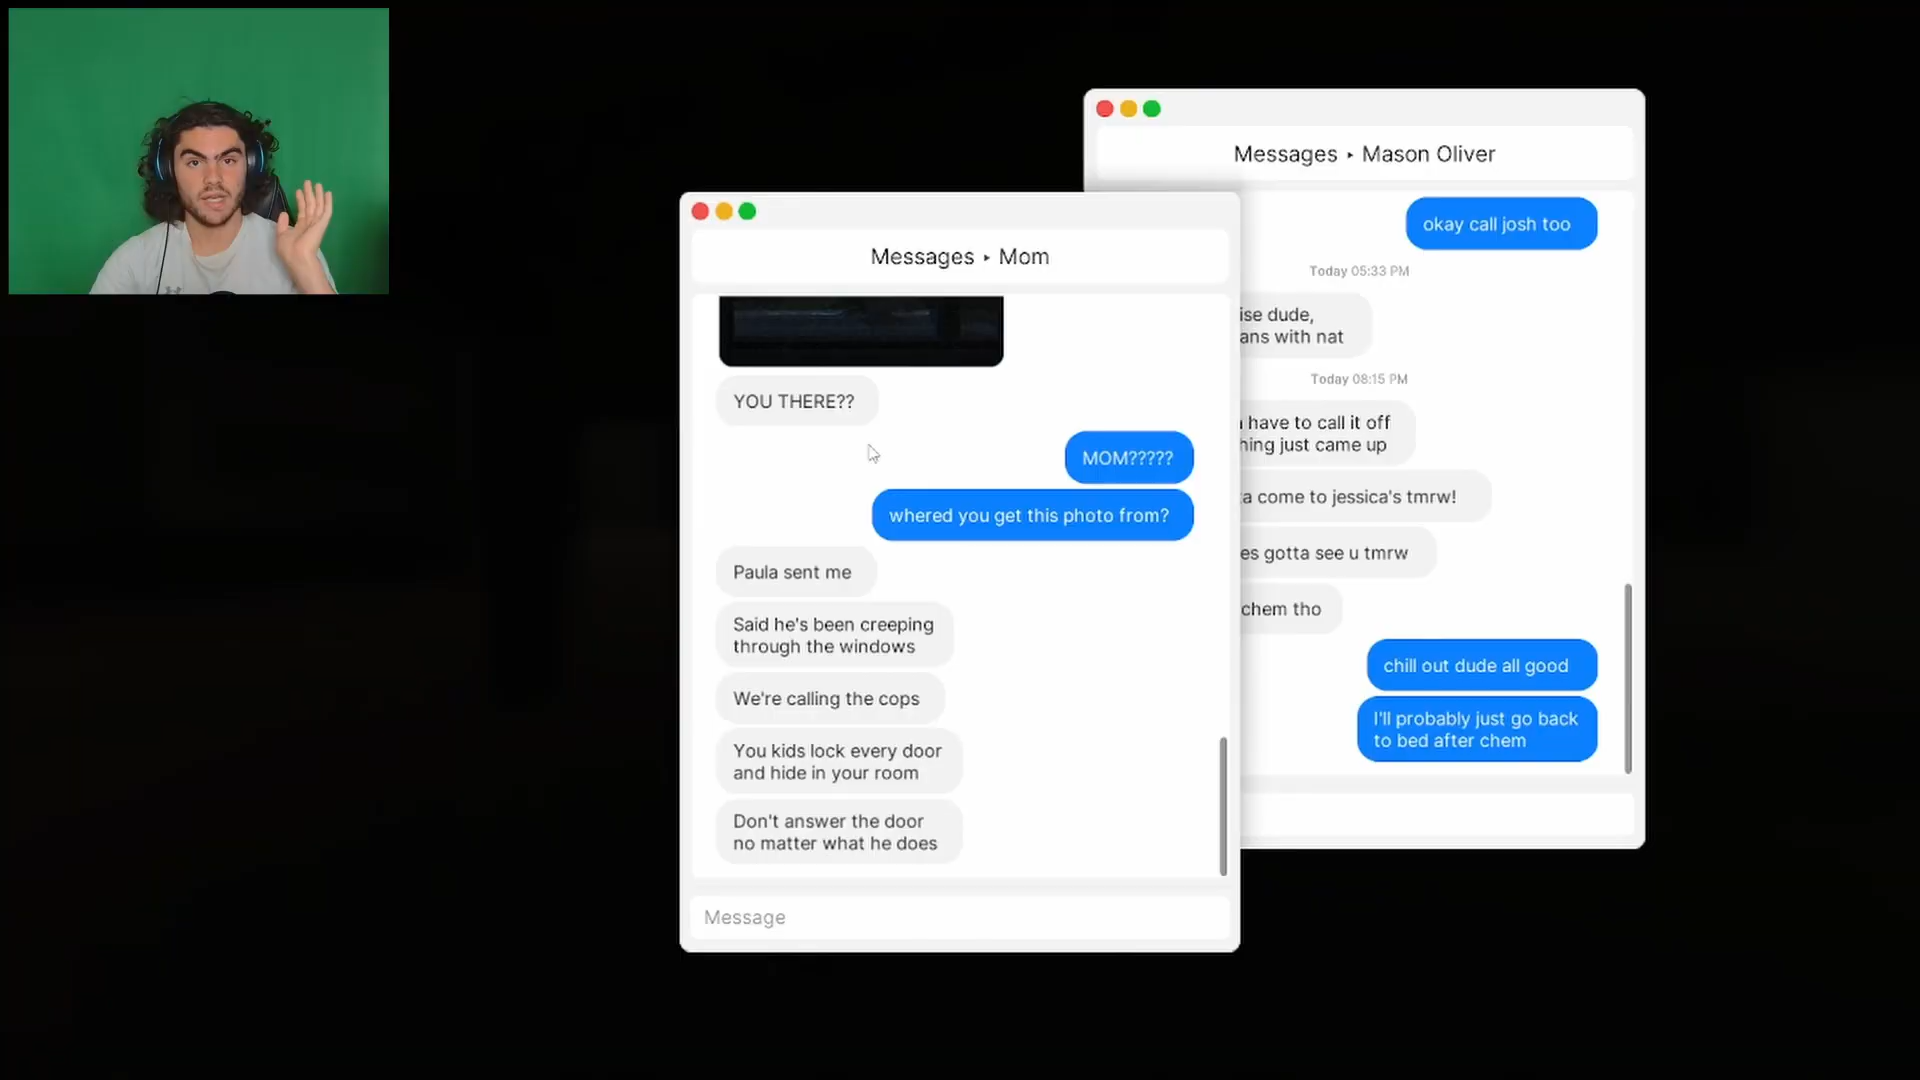 Messages ▸ Mason Oliver
okay call josh too
Today 05:33 PM
ise dude,
ans with nat
Today 08:15 PM
have to call it off
hing just came up
a come to jessica's tmrw!
es gotta see u tmrw
chem tho
chill out dude all good
I'll probably just go back
to bed after chem
Messages ▸ Mom
YOU THERE??
MOM?????
whered you get this photo from?
Paula sent me
Said he's been creeping
through the windows
We're calling the cops
You kids lock every door
and hide in your room
Don't answer the door
no matter what he does
Message